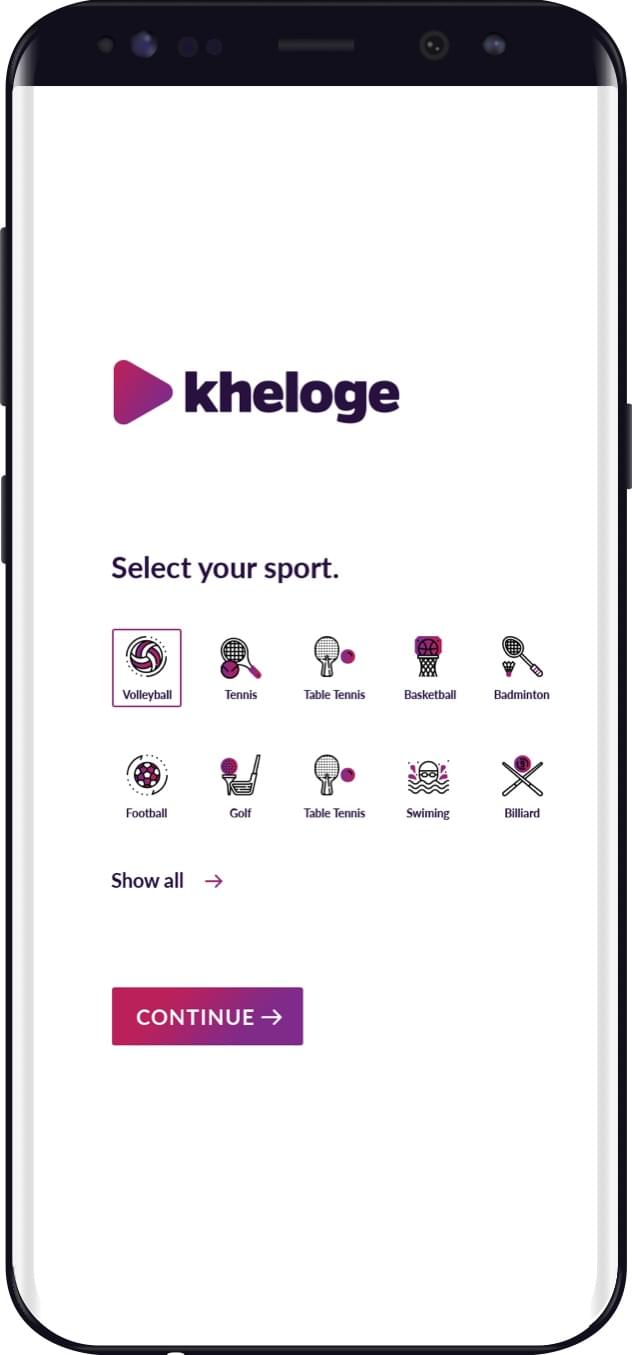 kheloge
Select your sport.
Volleyball Tennis Table Tennis Basketball Badminton
Football Golf Table Tennis Swiming Billiard
Show all →
CONTINUE →